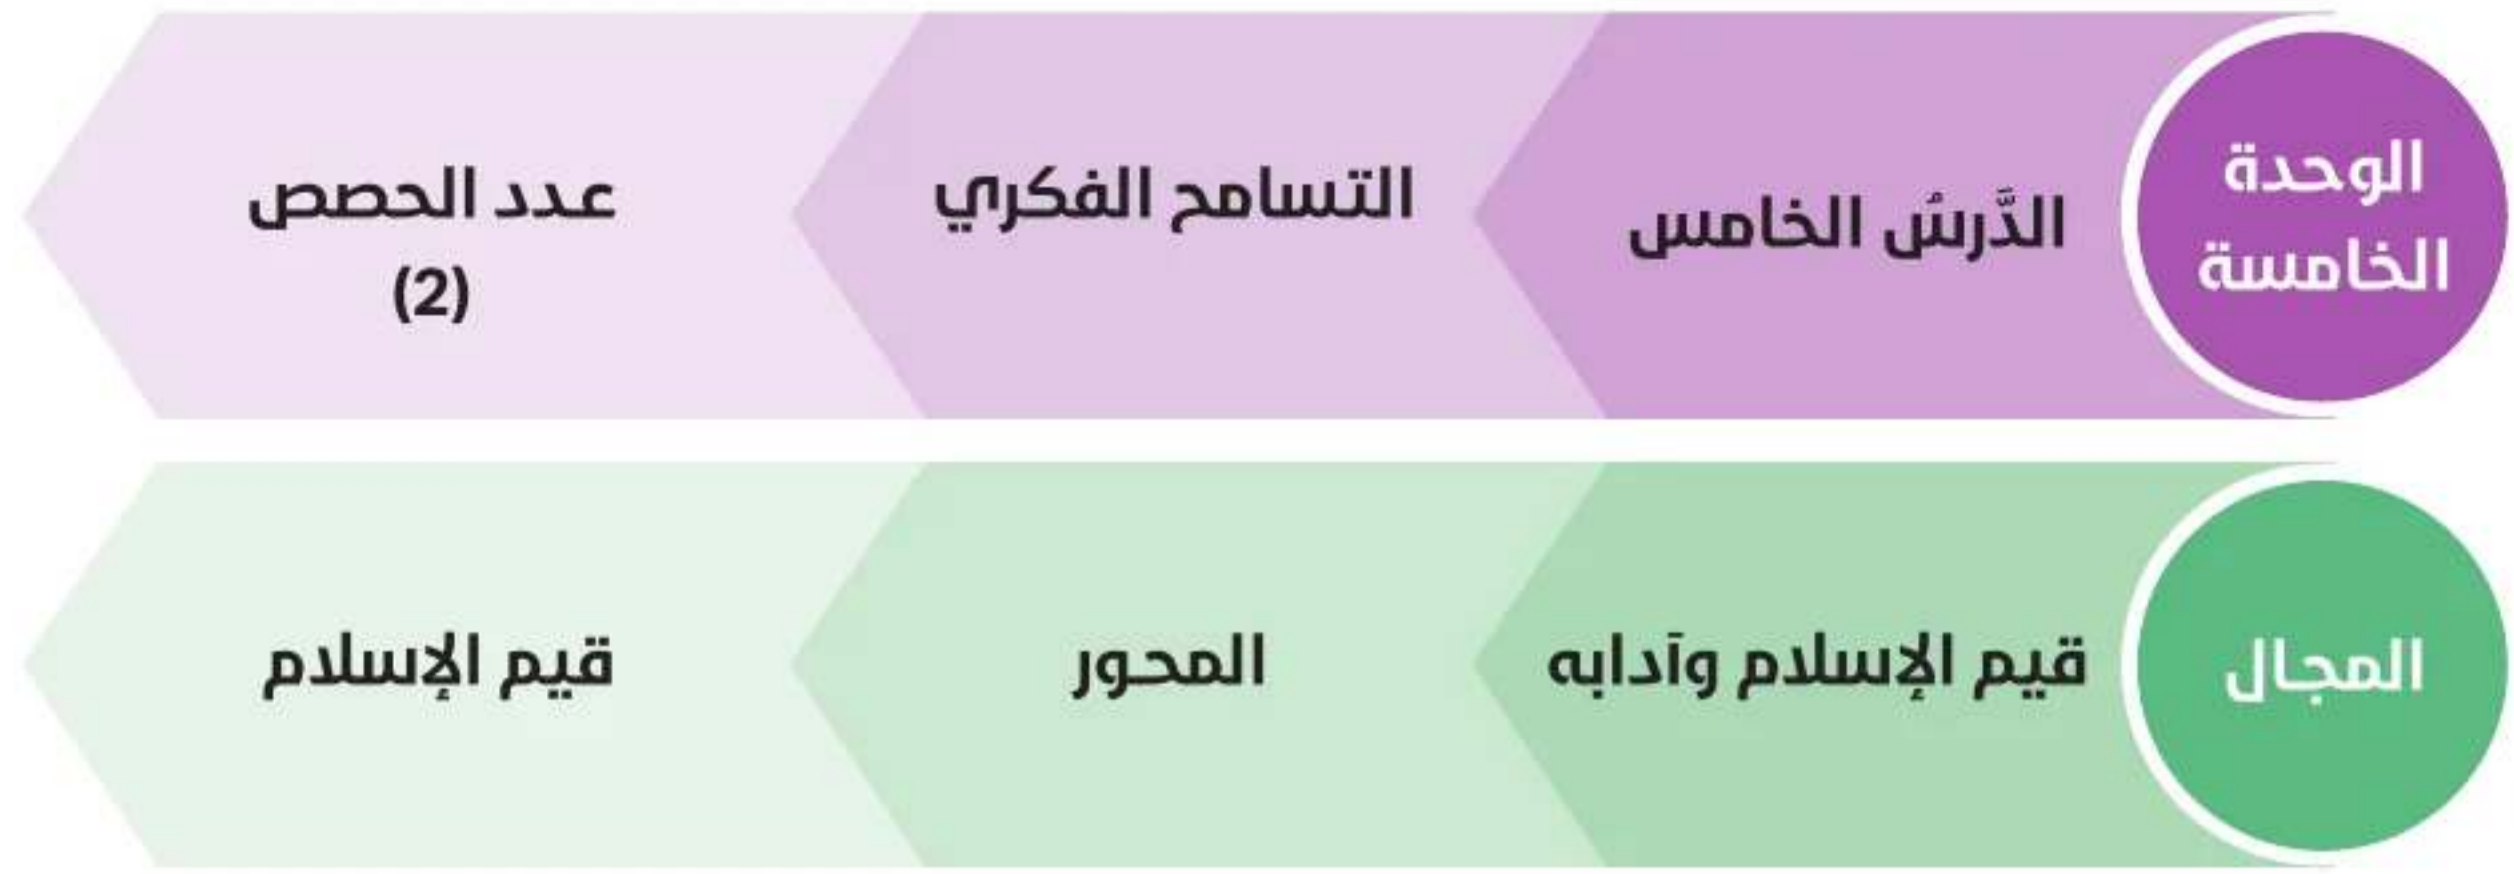 الوحدة
الخامسة
الدَّرسُ الخامس
التسامح الفكري
عدد الحصص
(2)
المجال
قيم الإسلام وآدابه
المحور
قيم الإسلام